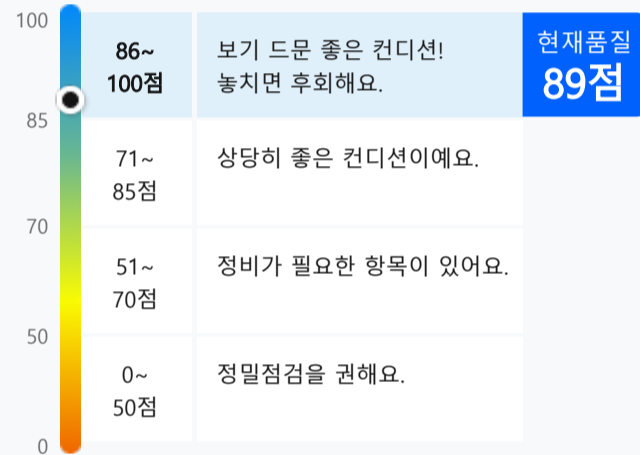 100
86~
100점
보기 드문 좋은 컨디션!
놓치면 후회해요.
현재품질
89점
85
71~
85점
상당히 좋은 컨디션이예요.
70
51~
70점
정비가 필요한 항목이 있어요.
50
0~
50점
정밀점검을 권해요.
0